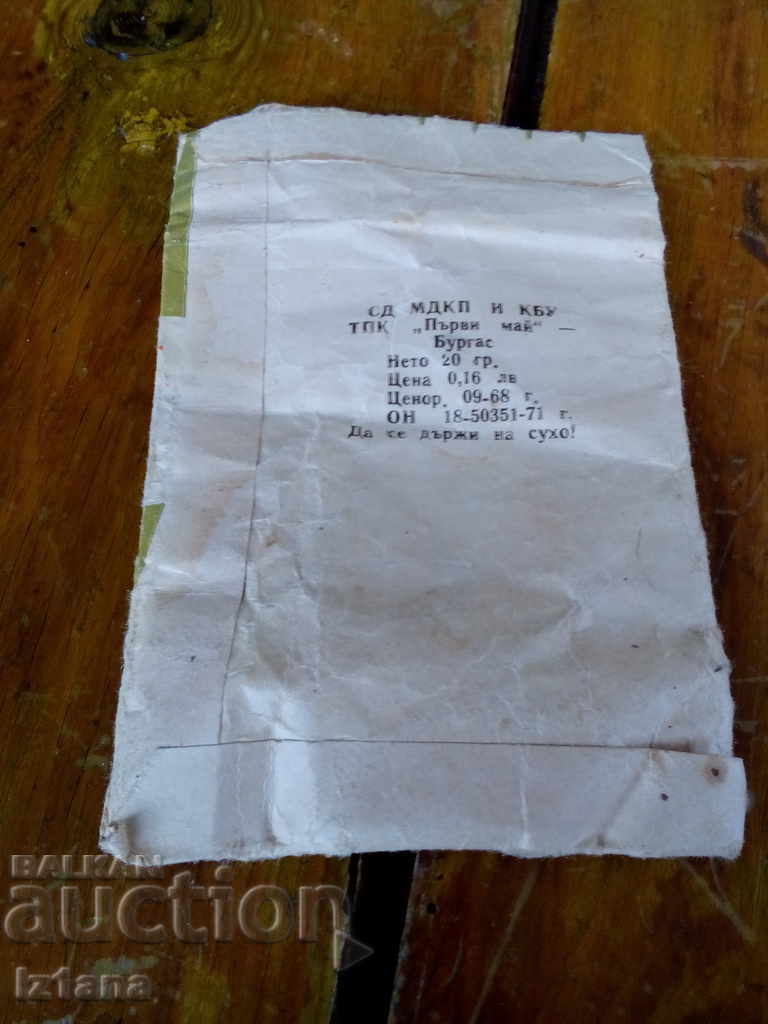 СД МДКП И КБУ
ТПК „Първи май" —
Бургас
Нето 20 гр.
Цена 0,16 лв
Ценор. 09-68 г.
ОН 18-50351-71 г.
Да се държи на сухо!
BALKAN
auction
Iz1ana